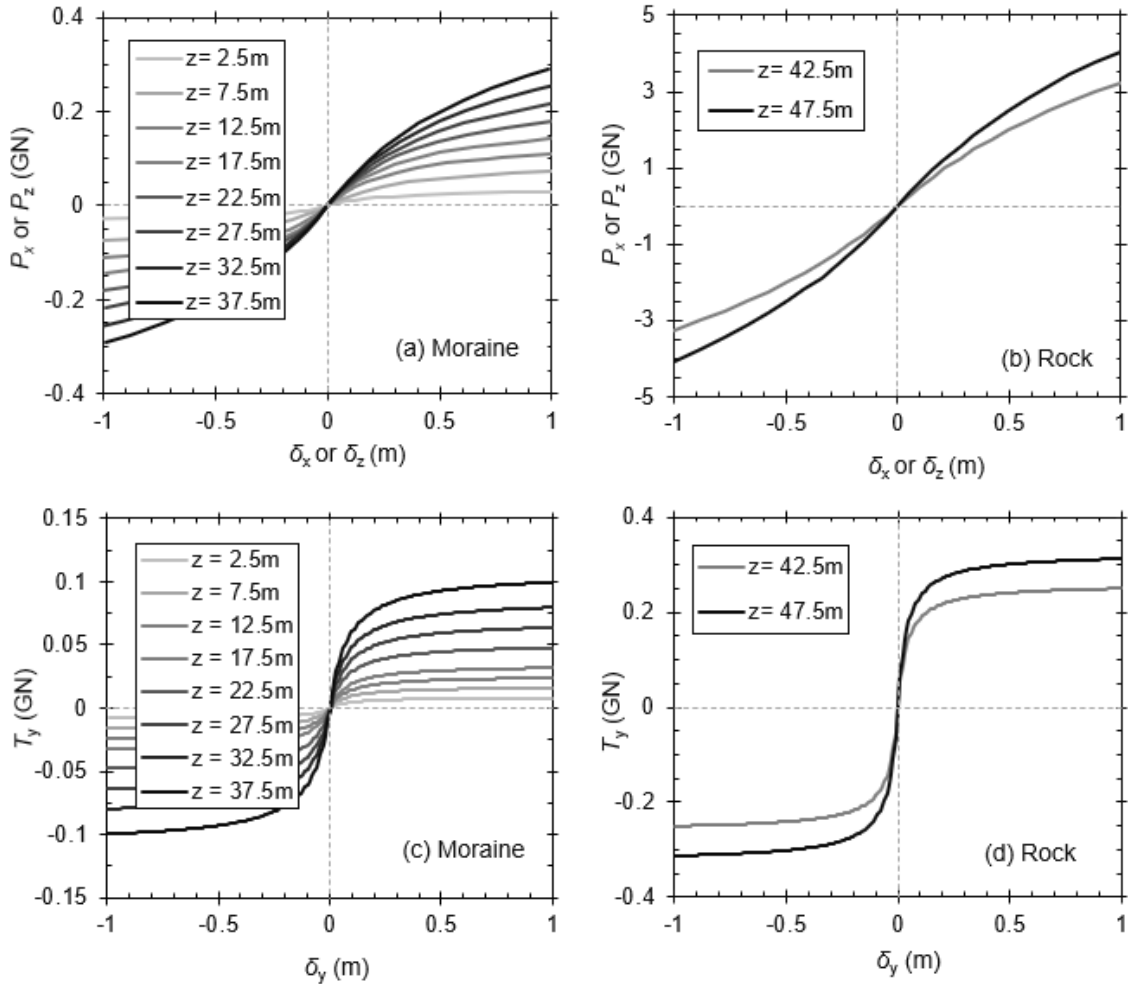 0.4
0.2
0
-0.2
-0.4
Pₓ or P_z (GN)
z= 2.5m
z= 7.5m
z= 12.5m
z= 17.5m
z= 22.5m
z= 27.5m
z= 32.5m
z= 37.5m
(a) Moraine
-1 -0.5 0 0.5 1
δₓ or δ_z (m)
5
3
1
-1
-3
-5
Pₓ or P_z (GN)
z= 42.5m
z= 47.5m
(b) Rock
-1 -0.5 0 0.5 1
δₓ or δ_z (m)
0.15
0.1
0.05
0
-0.05
-0.1
-0.15
T_y (GN)
z = 2.5m
z = 7.5m
z = 12.5m
z = 17.5m
z = 22.5m
z = 27.5m
z = 32.5m
z = 37.5m
(c) Moraine
-1 -0.5 0 0.5 1
δ_y (m)
0.4
0.2
0
-0.2
-0.4
T_y (GN)
z= 42.5m
z= 47.5m
(d) Rock
-1 -0.5 0 0.5 1
δ_y (m)